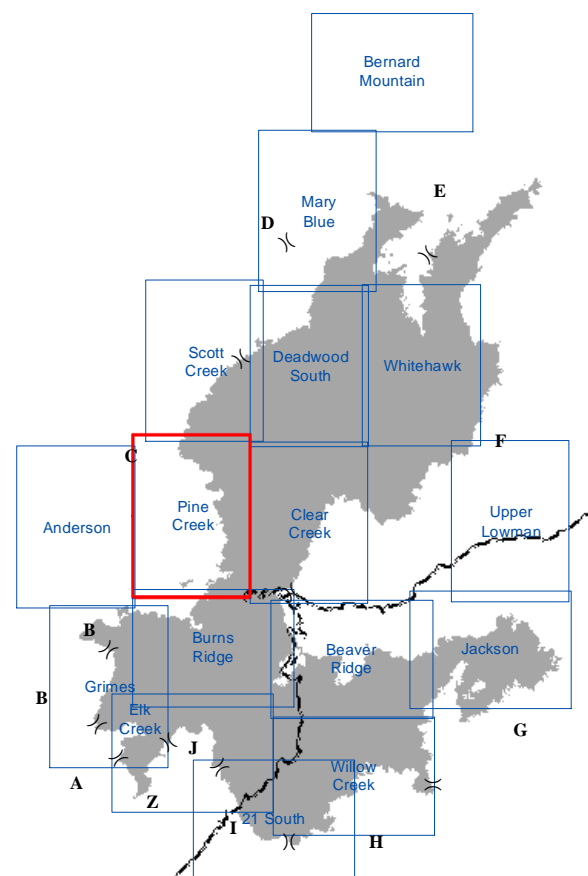 Bernard
Mountain
E
Mary
Blue
D
Scott
Creek
Deadwood
South
Whitehawk
F
C
Pine
Creek
Anderson
Clear
Creek
Upper
Lowman
B
Burns
Ridge
Beaver
Ridge
Jackson
B
Grimes
Elk
Creek
G
J
A
Z
Willow
Creek
I
21 South
H